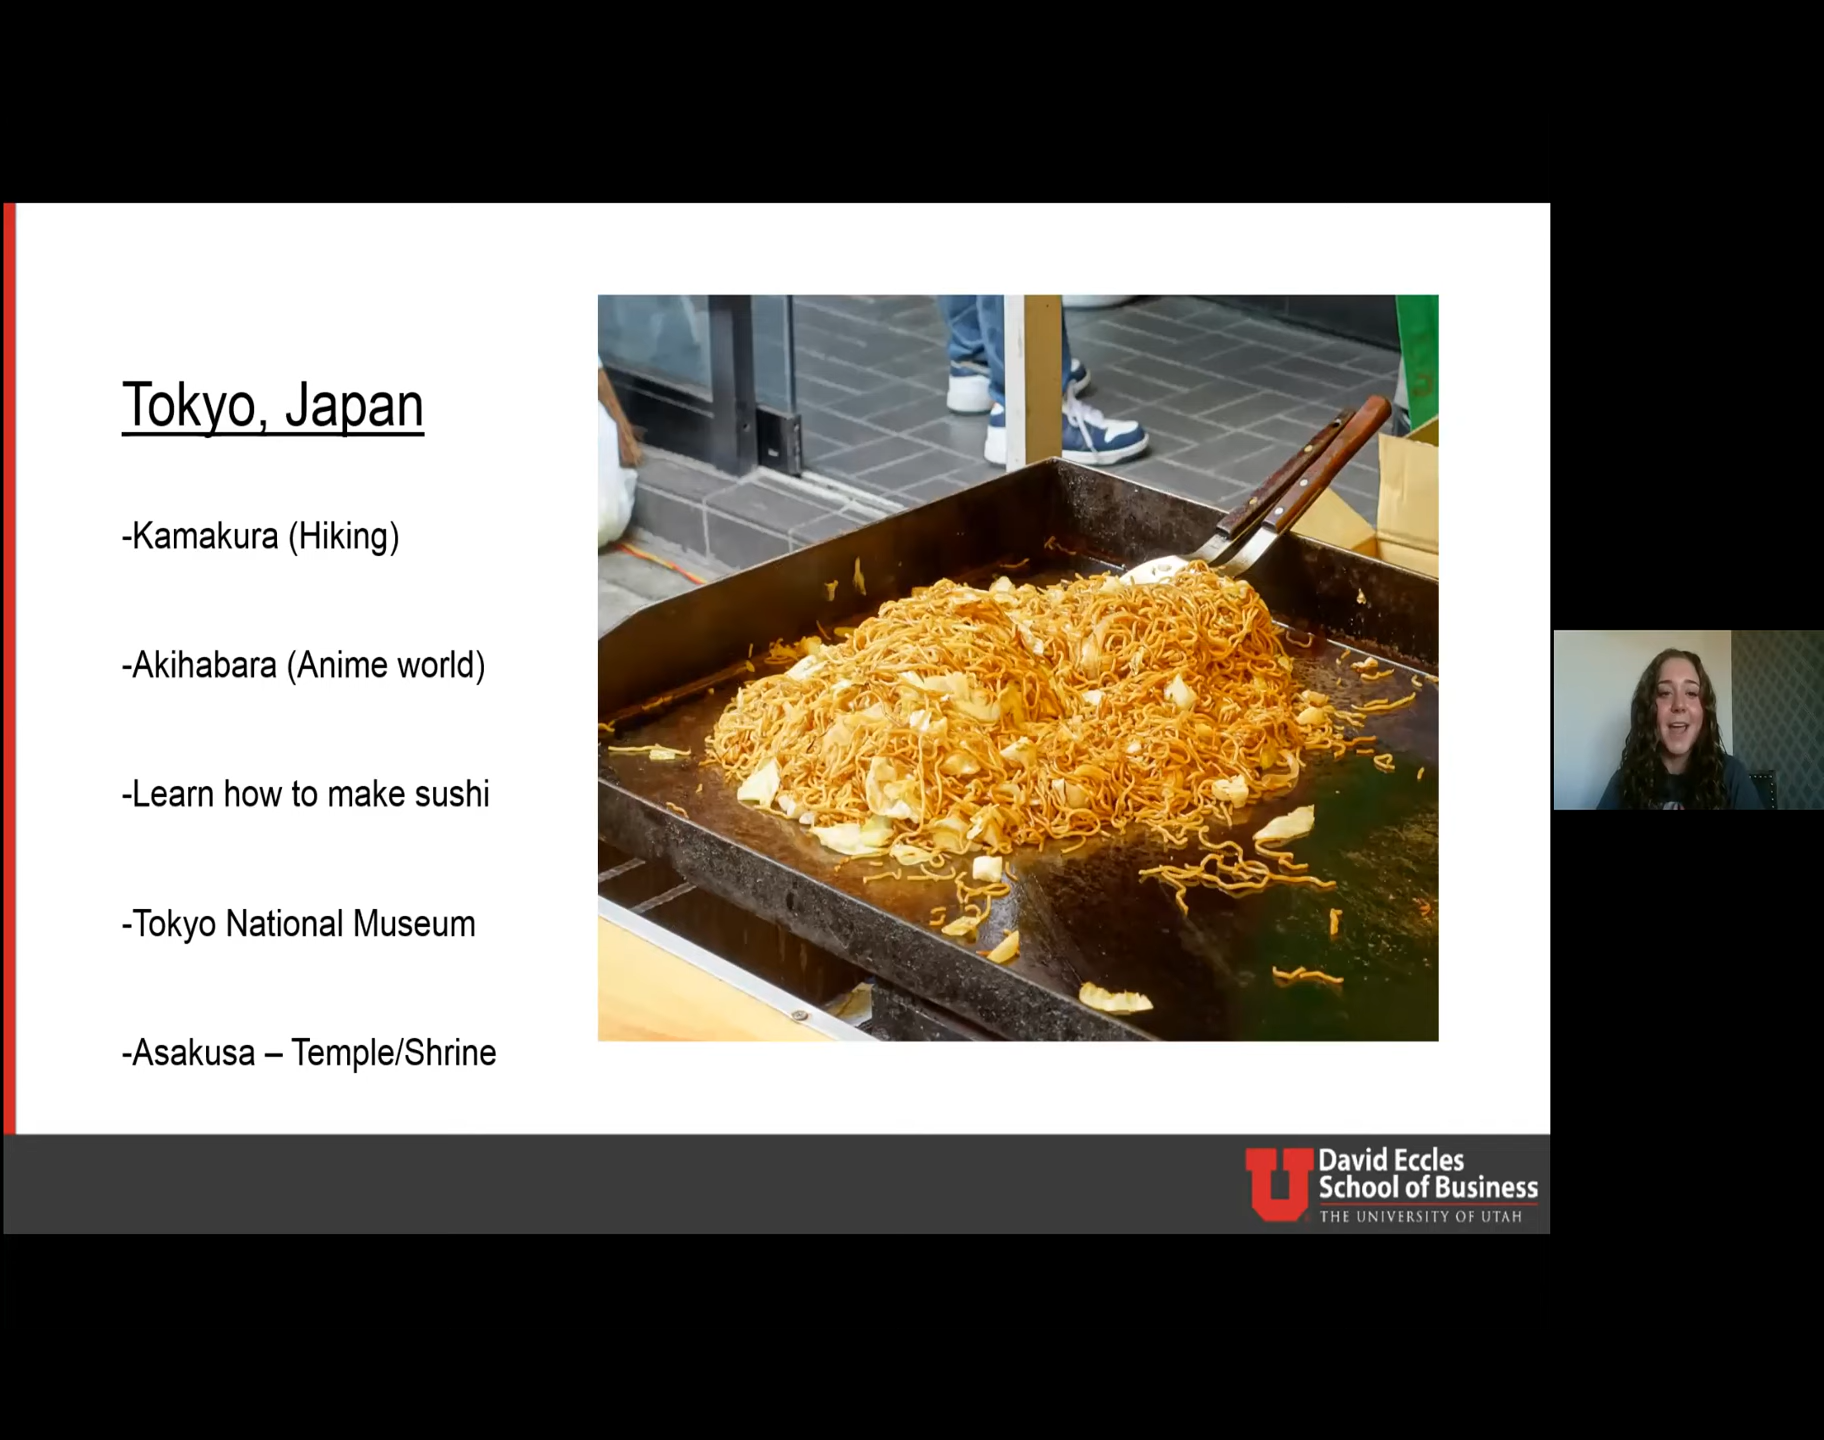 Tokyo, Japan
-Kamakura (Hiking)
-Akihabara (Anime world)
-Learn how to make sushi
-Tokyo National Museum
-Asakusa – Temple/Shrine
David Eccles
School of Business
THE UNIVERSITY OF UTAH